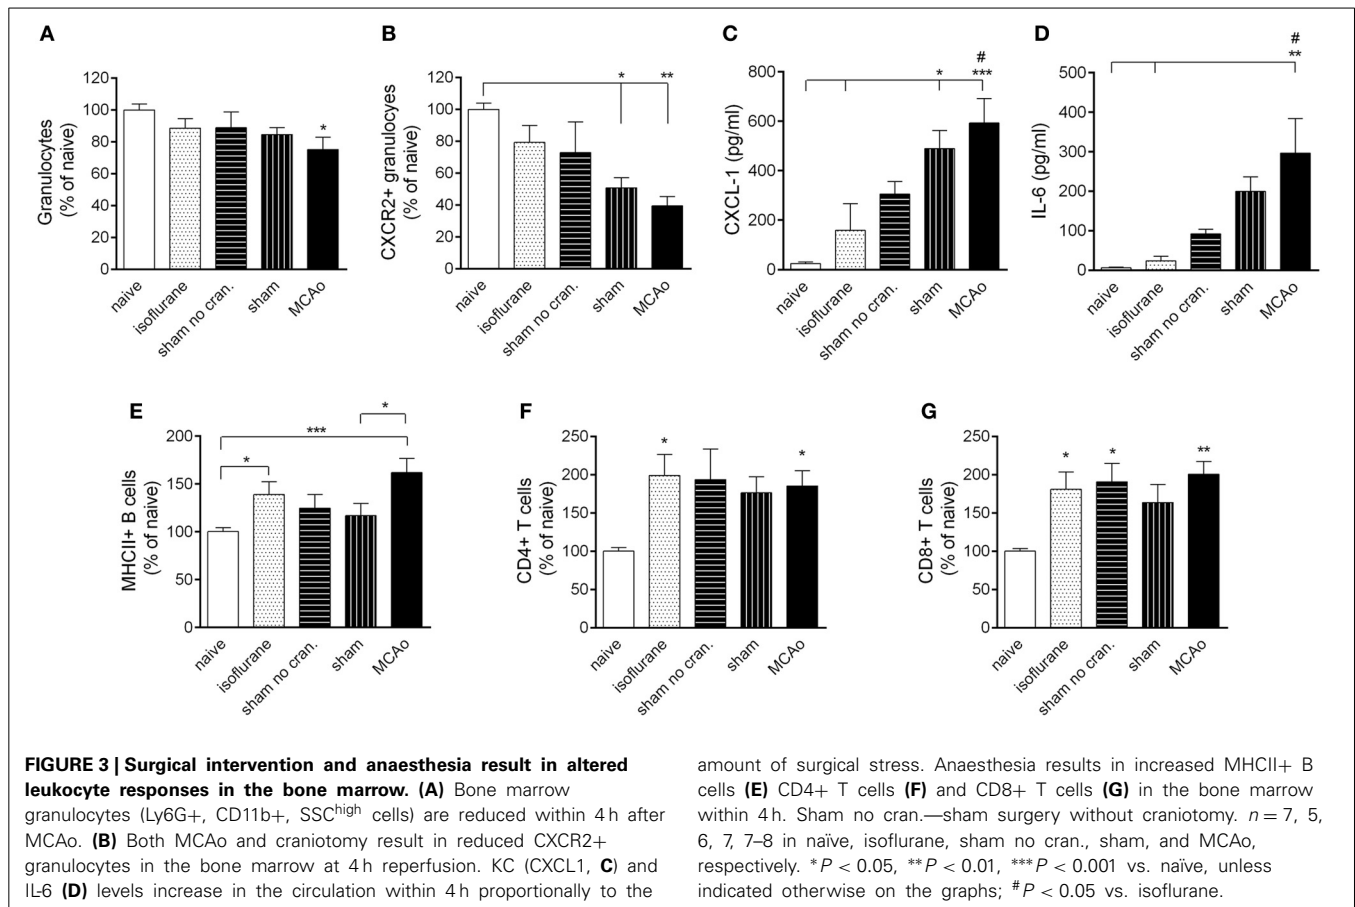 A
Granulocytes
(% of naive)
120
100
80
60
40
20
0
*
naive
isoflurane
sham no cran.
sham
MCAo
B
CXCR2+ granulocyes
(% of naive)
120
100
80
60
40
20
0
*
**
naive
isoflurane
sham no cran.
sham
MCAo
C
CXCL-1 (pg/ml)
800
600
400
200
0
#
*
***
naive
isoflurane
sham no cran.
sham
MCAo
D
IL-6 (pg/ml)
500
400
300
200
100
0
#
**
naive
isoflurane
sham no cran.
sham
MCAo
E
MHCII+ B cells
(% of naive)
200
150
100
50
0
*
***
*
naive
isoflurane
sham no cran.
sham
MCAo
F
CD4+ T cells
(% of naive)
250
200
150
100
50
0
*
*
naive
isoflurane
sham no cran.
sham
MCAo
G
CD8+ T cells
(% of naive)
250
200
150
100
50
0
*
*
**
naive
isoflurane
sham no cran.
sham
MCAo
FIGURE 3 | Surgical intervention and anaesthesia result in altered
leukocyte responses in the bone marrow. (A) Bone marrow
granulocytes (Ly6G+, CD11b+, SSChigh cells) are reduced within 4 h after
MCAo. (B) Both MCAo and craniotomy result in reduced CXCR2+
granulocytes in the bone marrow at 4 h reperfusion. KC (CXCL1, C) and
IL-6 (D) levels increase in the circulation within 4 h proportionally to the
amount of surgical stress. Anaesthesia results in increased MHCII+ B
cells (E) CD4+ T cells (F) and CD8+ T cells (G) in the bone marrow
within 4 h. Sham no cran.—sham surgery without craniotomy. n = 7, 5,
6, 7, 7–8 in naïve, isoflurane, sham no cran., sham, and MCAo,
respectively. *P < 0.05, **P < 0.01, ***P < 0.001 vs. naïve, unless
indicated otherwise on the graphs; #P < 0.05 vs. isoflurane.